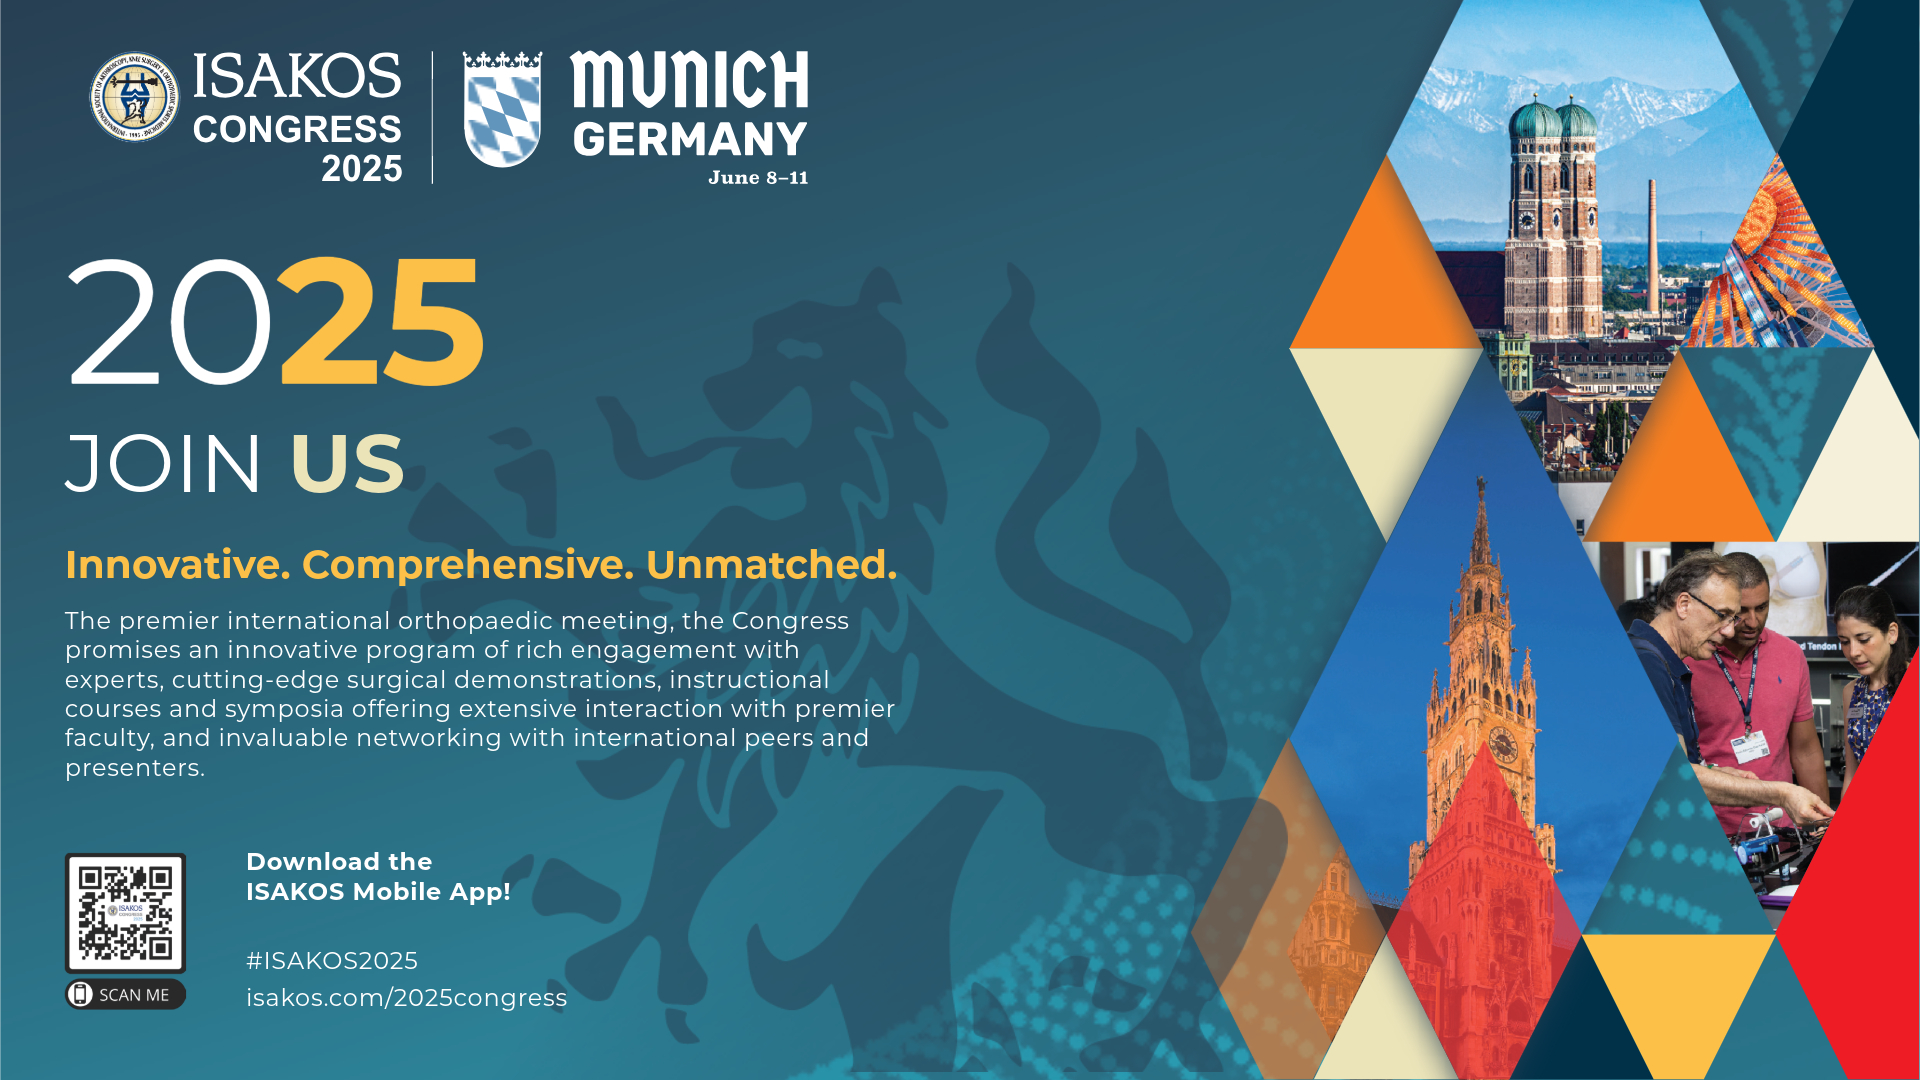 ISAKOS
CONGRESS
2025
MUNICH
GERMANY
June 8–11
2025
JOIN US
Innovative. Comprehensive. Unmatched.
The premier international orthopaedic meeting, the Congress
promises an innovative program of rich engagement with
experts, cutting-edge surgical demonstrations, instructional
courses and symposia offering extensive interaction with premier
faculty, and invaluable networking with international peers and
presenters.
Download the
ISAKOS Mobile App!
ISAKOS
CONGRESS
#ISAKOS2025
SCAN ME
isakos.com/2025congress
Tendon